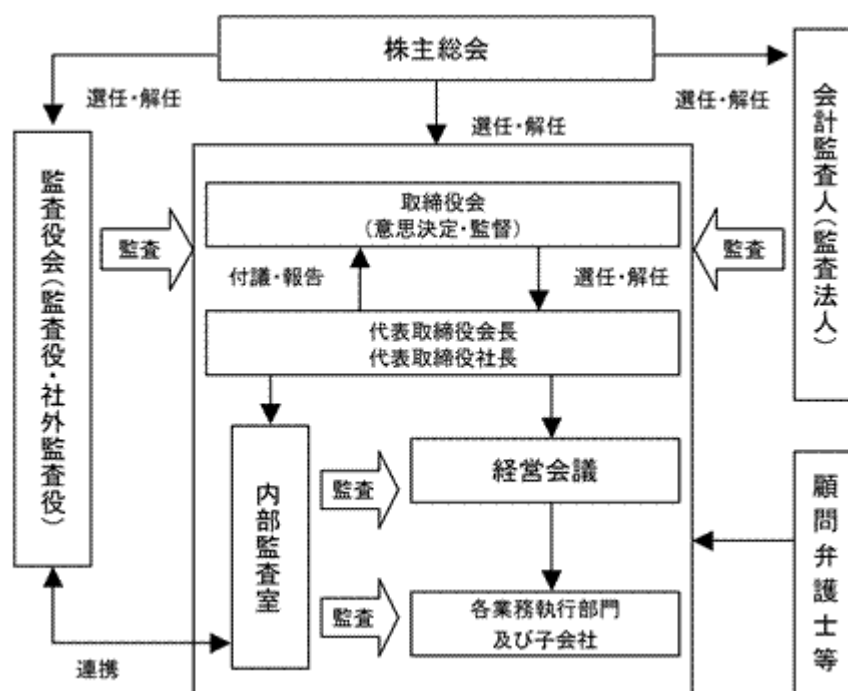 株主総会
選任・解任
選任・解任
選任・解任
監査役会(監査役・社外監査役)
会計監査人(監査法人)
取締役会
(意思決定・監督)
監査
監査
付議・報告
選任・解任
代表取締役会長
代表取締役社長
内部監査室
監査
経営会議
顧問弁護士等
監査
各業務執行部門
及び子会社
連携